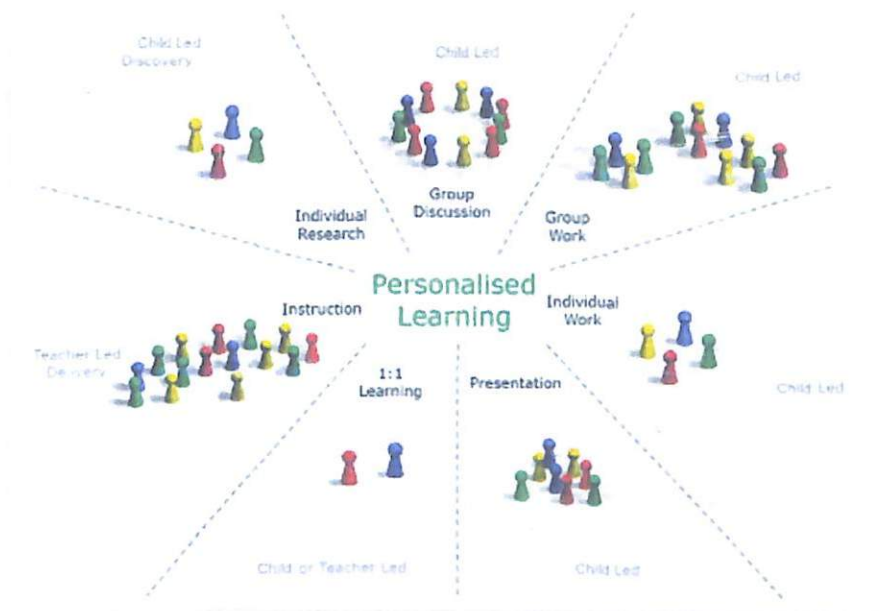 Child Led
Discovery
Child Led
Child Led
Individual
Research
Group
Discussion
Group
Work
Personalised
Learning
Instruction
Individual
Work
Teacher Led
Delivery
1:1
Learning
Presentation
Child Led
Child or Teacher Led
Child Led